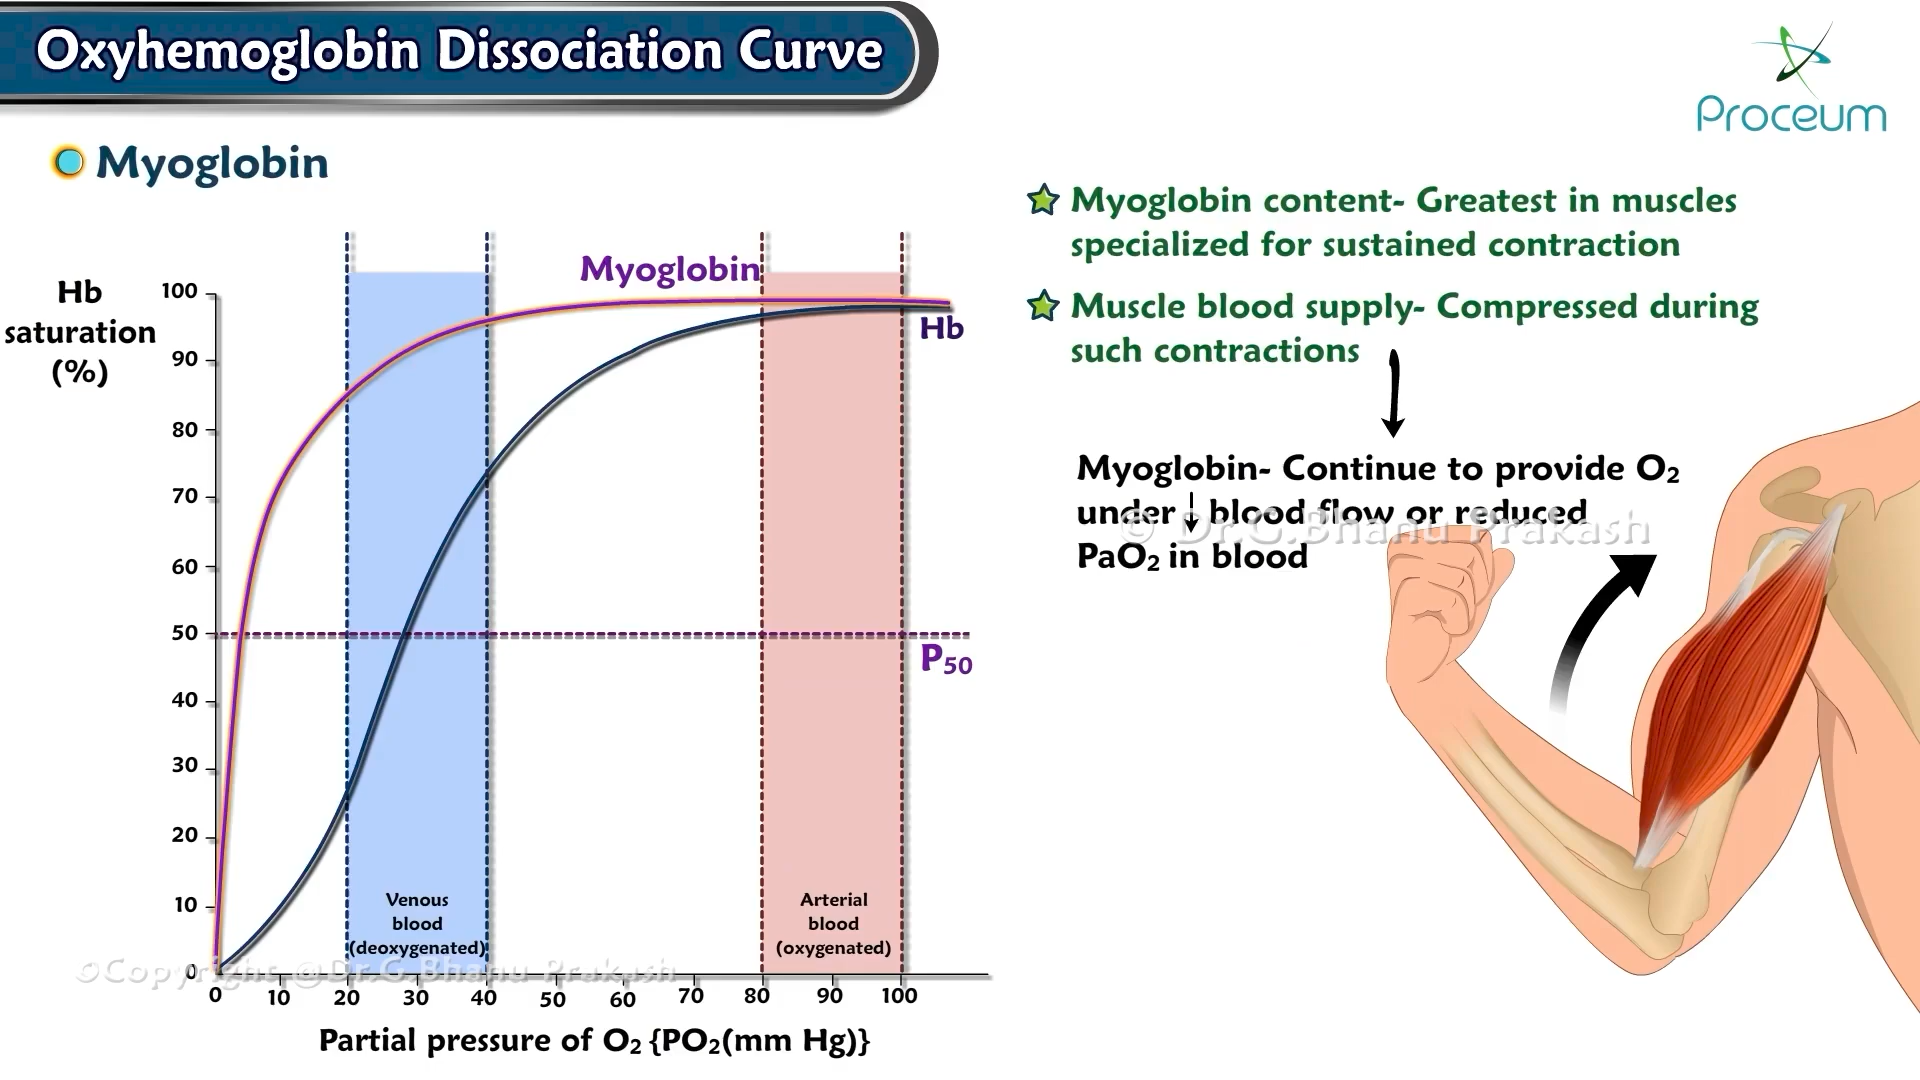 Oxyhemoglobin Dissociation Curve
Proceum
Myoglobin
Myoglobin content- Greatest in muscles
specialized for sustained contraction
Muscle blood supply- Compressed during
such contractions
Myoglobin- Continue to provide O₂
under ↓ blood flow or reduced
PaO₂ in blood
© Dr.G.Bhanu Prakash
Hb
saturation
(%)
100
90
80
70
60
50
40
30
20
10
0
Myoglobin
Hb
P₅₀
Venous
blood
(deoxygenated)
Arterial
blood
(oxygenated)
©Copyright @Dr.G.Bhanu Prakash
0 10 20 30 40 50 60 70 80 90 100
Partial pressure of O₂ {PO₂(mm Hg)}